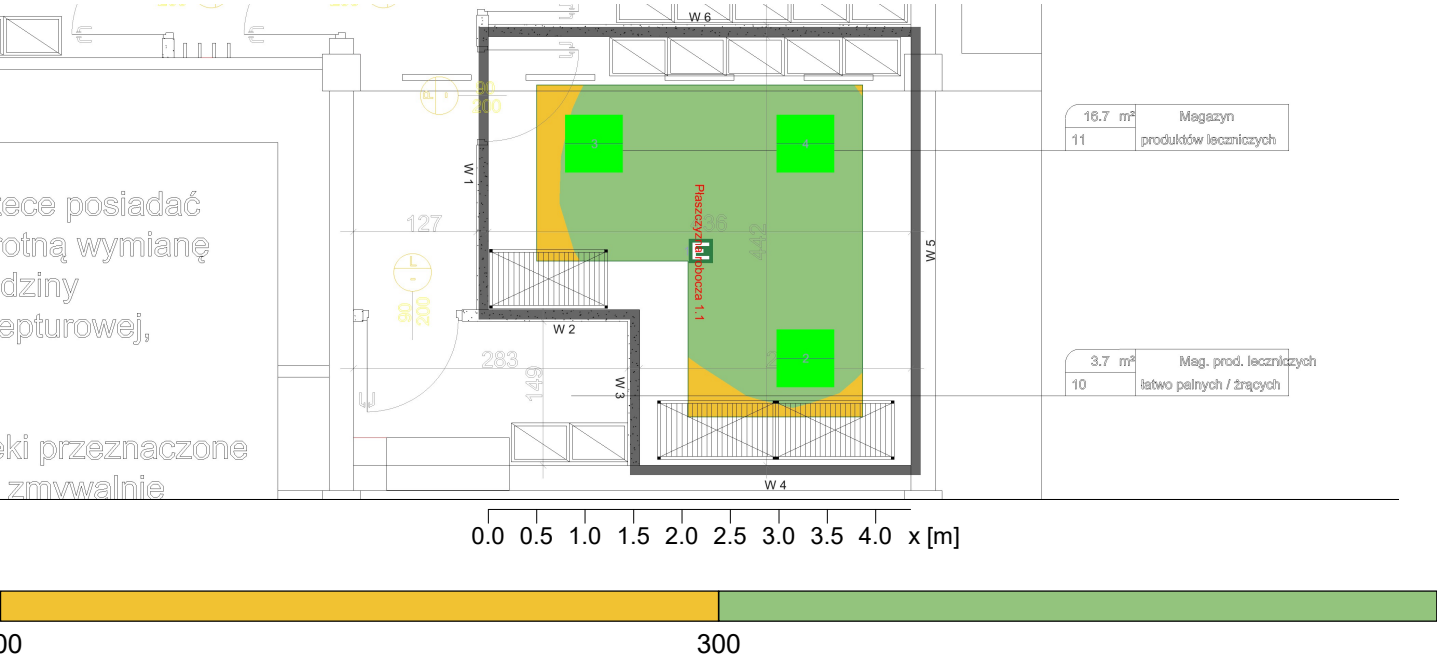 W 6
90
200
16.7 m² Magazyn
11 produktów leczniczych
W 1
tece posiadać
rotną wymianę
dziny
epturowej,
127
Płaszczyzna robocza 1.1
442
W 5
L
90
200
W 2
283
149
W 3
3.7 m² Mag. prod. leczniczych
10 łatwo palnych / żrących
eki przeznaczone
zmywalnie
W 4
0.0 0.5 1.0 1.5 2.0 2.5 3.0 3.5 4.0 x [m]
00 300